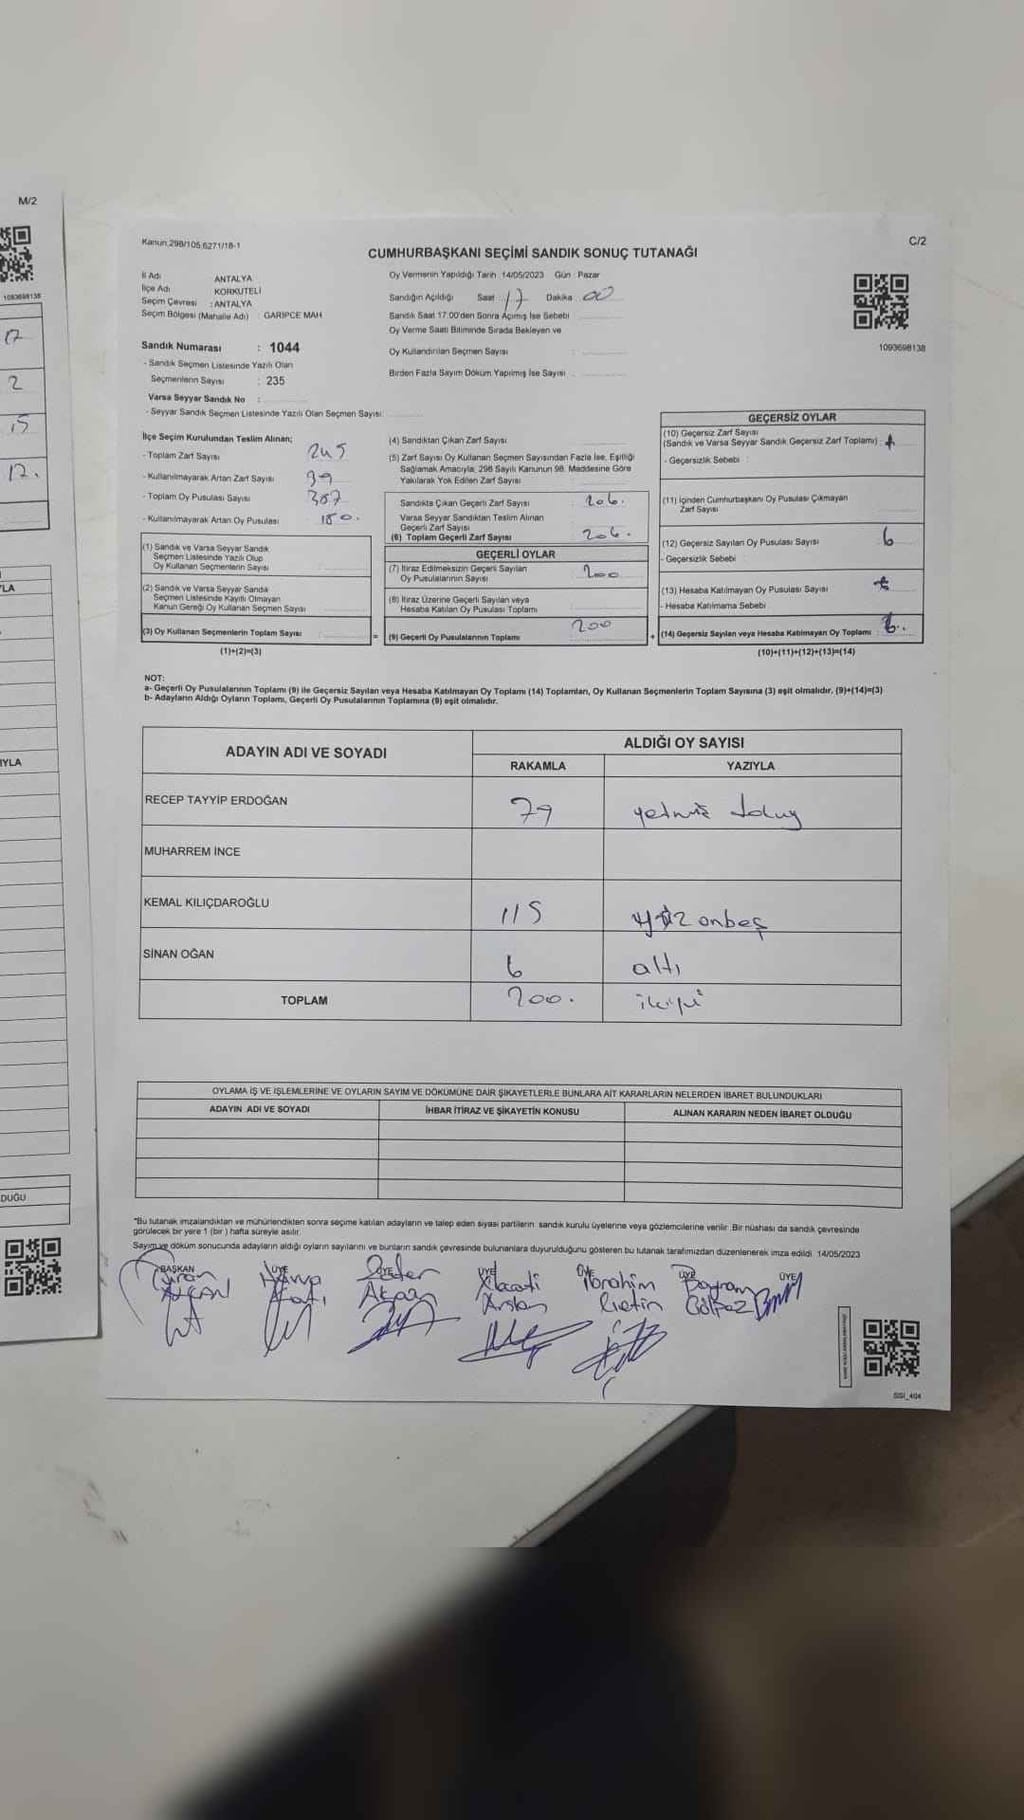 M/2
1093698138
17
2
15
17.
LA
IYLA
DUĞU
Kanun 298/105,6271/18-1
C/2
CUMHURBAŞKANI SEÇİMİ SANDIK SONUÇ TUTANAĞI
İl Adı ANTALYA
İlçe Adı KORKUTELİ
Seçim Çevresi : ANTALYA
Seçim Bölgesi (Mahalle Adı) : GARİPCE MAH
Sandık Numarası : 1044
- Sandık Seçmen Listesinde Yazılı Olan
Seçmenlerin Sayısı : 235
Varsa Seyyar Sandık No :
- Seyyar Sandık Seçmen Listesinde Yazılı Olan Seçmen Sayısı
Oy Vermenin Yapıldığı Tarih 14/05/2023 Gün : Pazar
Sandığın Açıldığı Saat 17 Dakika 00
Sandık Saat 17.00'den Sonra Açımış İse Sebebi
Oy Verme Saati Bitiminde Sırada Bekleyen ve
Oy Kullandırılan Seçmen Sayısı :
Birden Fazla Sayım Döküm Yapılmış İse Sayısı
1093698138
İlçe Seçim Kurulundan Teslim Alınan;
- Toplam Zarf Sayısı 245
- Kullanılmayarak Artan Zarf Sayısı 39
- Toplam Oy Pusulası Sayısı 387
- Kullanılmayarak Artan Oy Pusulası 180.
(1) Sandık ve Varsa Seyyar Sandık
Seçmen Listesinde Yazılı Olup
Oy Kullanan Seçmenlerin Sayısı
(2) Sandık ve Varsa Seyyar Sandık
Seçmen Listesinde Kayıtlı Olmayan
Kanun Gereği Oy Kullanan Seçmen Sayısı
(3) Oy Kullanan Seçmenlerin Toplam Sayısı
(1)+(2)=(3)
(4) Sandıktan Çıkan Zarf Sayısı
(5) Zarf Sayısı Oy Kullanan Seçmen Sayısından Fazla İse, Eşitliği
Sağlamak Amacıyla, 298 Sayılı Kanunun 98. Maddesine Göre
Yakılarak Yok Edilen Zarf Sayısı
Sandıkta Çıkan Geçerli Zarf Sayısı 206.
Varsa Seyyar Sandıktan Teslim Alınan
Geçerli Zarf Sayısı
(6) Toplam Geçerli Zarf Sayısı 206.
GEÇERLİ OYLAR
(7) İtiraz Edilmeksizin Geçerli Sayılan
Oy Pusulalarının Sayısı 200
(8) İtiraz Üzerine Geçerli Sayılan veya
Hesaba Katılan Oy Pusulası Toplamı
= (9) Geçerli Oy Pusulalarının Toplamı 200
GEÇERSİZ OYLAR
(10) Geçersiz Zarf Sayısı
(Sandık ve Varsa Seyyar Sandık Geçersiz Zarf Toplamı) :
- Geçersizlik Sebebi :
(11) İçinden Cumhurbaşkanı Oy Pusulası Çıkmayan
Zarf Sayısı
(12) Geçersiz Sayılan Oy Pusulası Sayısı 6
- Geçersizlik Sebebi
(13) Hesaba Katılmayan Oy Pusulası Sayısı
- Hesaba Katılmama Sebebi
+ (14) Geçersiz Sayılan veya Hesaba Katılmayan Oy Toplamı : 6.
(10)+(11)+(12)+(13)=(14)
NOT:
a- Geçerli Oy Pusulalarının Toplamı (9) ile Geçersiz Sayılan veya Hesaba Katılmayan Oy Toplamı (14) Toplamları, Oy Kullanan Seçmenlerin Toplam Sayısına (3) eşit olmalıdır. (9)+(14)=(3)
b- Adayların Aldığı Oyların Toplamı, Geçerli Oy Pusulalarının Toplamına (9) eşit olmalıdır.
ADAYIN ADI VE SOYADI
ALDIĞI OY SAYISI
RAKAMLA YAZIYLA
RECEP TAYYİP ERDOĞAN 79 yetmiş dokuz
MUHARREM İNCE
KEMAL KILIÇDAROĞLU 115 yüz onbeş
SİNAN OĞAN 6 altı
TOPLAM 200. ikiyü
OYLAMA İŞ VE İŞLEMLERİNE VE OYLARIN SAYIM VE DÖKÜMÜNE DAİR ŞİKAYETLERLE BUNLARA AİT KARARLARIN NELERDEN İBARET BULUNDUKLARI
ADAYIN ADI VE SOYADI İHBAR İTİRAZ VE ŞİKAYETİN KONUSU ALINAN KARARIN NEDEN İBARET OLDUĞU
"Bu tutanak imzalandıktan ve mühürlendikten sonra seçime katılan adayların ve talep eden siyasi partilerin sandık kurulu üyelerine veya gözlemcilerine verilir Bir nüshası da sandık çevresinde
görülecek bir yere 1 (bir ) hafta süreyle asılır.
Sayım ve döküm sonucunda adayların aldığı oyların sayılarını ve bunların sandık çevresinde bulunanlara duyurulduğunu gösteren bu tutanak tarafımızdan düzenlenerek imza edildi 14/05/2023
BAŞKAN ÜYE ÜYE ÜYE ÜYE ÜYE ÜYE
İbrahim Bayram
Arslan Çetin
SSI_404